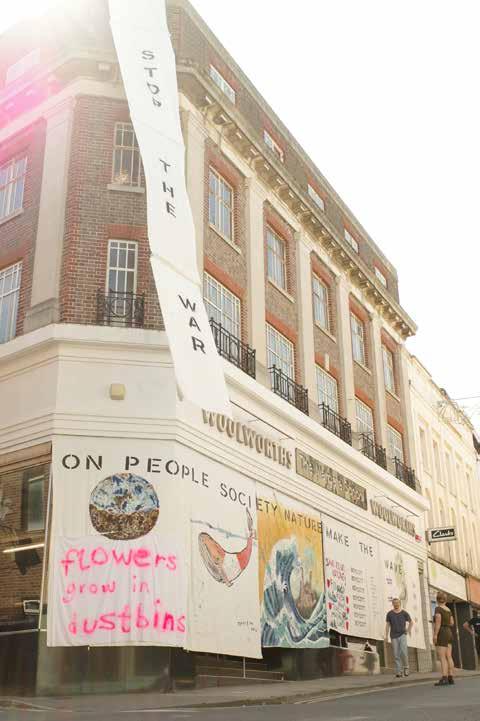 STOP THE WAR
WOOLWORTHS
WOOLWORTHS
ON PEOPLE SOCIETY NATURE MAKE THE WAVE
flowers
grow in
dustbins
Clarks